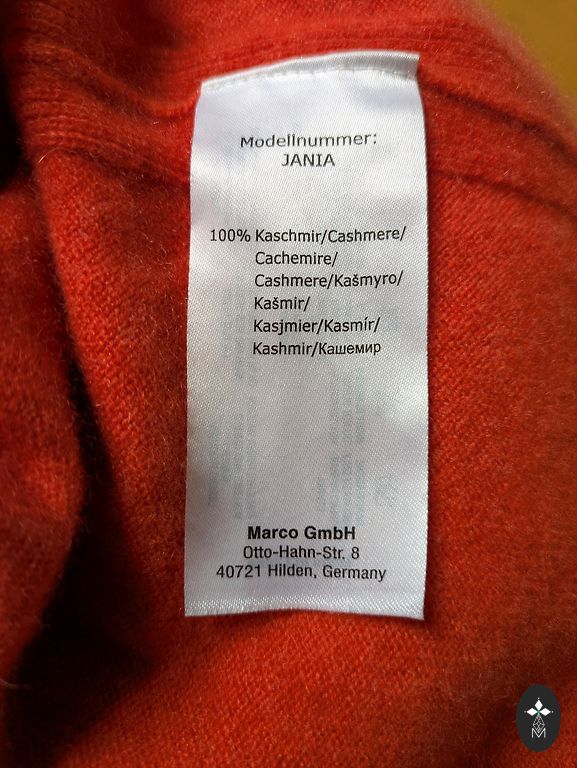 Modellnummer:
JANIA
100% Kaschmir/Cashmere/
Cachemire/
Cashmere/Kašmyro/
Kašmir/
Kasjmier/Kasmír/
Kashmir/Кашемир
Marco GmbH
Otto-Hahn-Str. 8
40721 Hilden, Germany
M